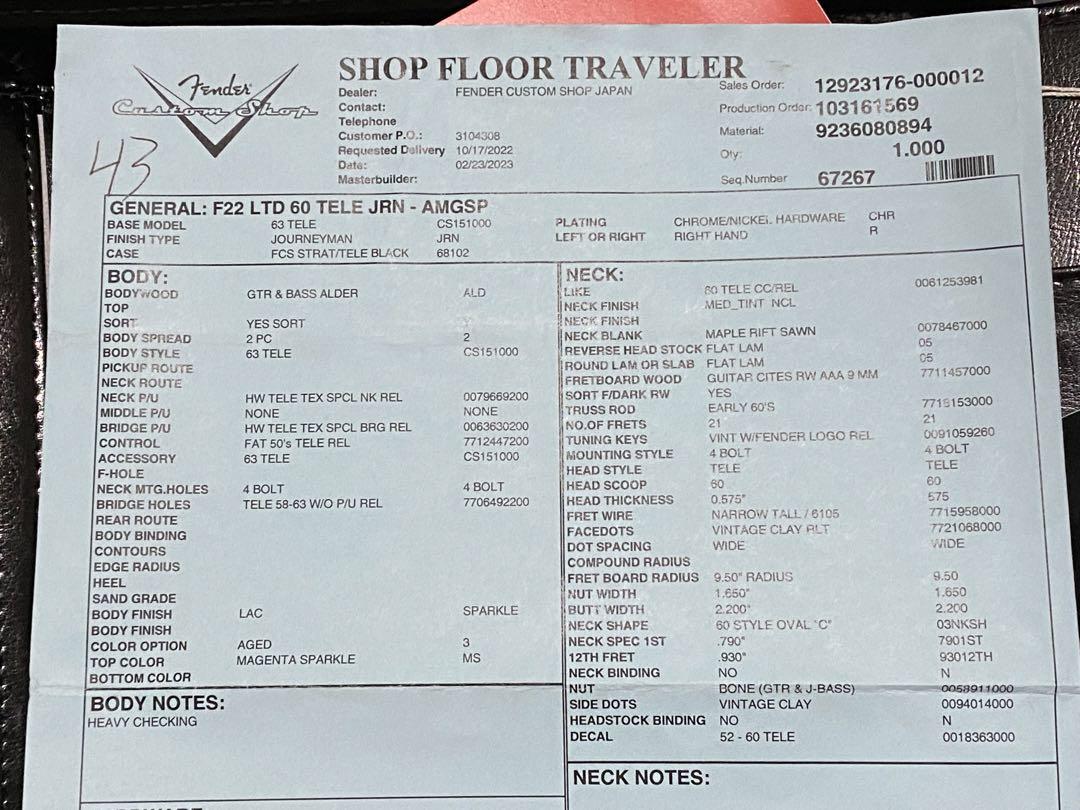 SHOP FLOOR TRAVELER
Fender
Custom Shop
43
Dealer: FENDER CUSTOM SHOP JAPAN
Contact:
Telephone
Customer P.O.: 3104308
Requested Delivery 10/17/2022
Date: 02/23/2023
Masterbuilder:
Sales Order: 12923176-000012
Production Order: 103161569
Material: 9236080894
Qty: 1.000
Seq.Number 67267
GENERAL: F22 LTD 60 TELE JRN - AMGSP
BASE MODEL 63 TELE CS151000 PLATING CHROME/NICKEL HARDWARE CHR
FINISH TYPE JOURNEYMAN JRN LEFT OR RIGHT RIGHT HAND R
CASE FCS STRAT/TELE BLACK 68102
BODY:
BODYWOOD GTR & BASS ALDER ALD
TOP
SORT YES SORT
BODY SPREAD 2 PC 2
BODY STYLE 63 TELE CS151000
PICKUP ROUTE
NECK ROUTE
NECK P/U HW TELE TEX SPCL NK REL 0079669200
MIDDLE P/U NONE NONE
BRIDGE P/U HW TELE TEX SPCL BRG REL 0063630200
CONTROL FAT 50's TELE REL 7712447200
ACCESSORY 63 TELE CS151000
F-HOLE
NECK MTG.HOLES 4 BOLT 4 BOLT
BRIDGE HOLES TELE 58-63 W/O P/U REL 7706492200
REAR ROUTE
BODY BINDING
CONTOURS
EDGE RADIUS
HEEL
SAND GRADE
BODY FINISH LAC SPARKLE
BODY FINISH
COLOR OPTION AGED 3
TOP COLOR MAGENTA SPARKLE MS
BOTTOM COLOR
BODY NOTES:
HEAVY CHECKING
NECK:
LIKE 60 TELE CC/REL 0061253981
NECK FINISH MED_TINT NCL
NECK FINISH
NECK BLANK MAPLE RIFT SAWN 0078467000
REVERSE HEAD STOCK FLAT LAM 05
ROUND LAM OR SLAB FLAT LAM 05
FRETBOARD WOOD GUITAR CITES RW AAA 9 MM 7711457000
SORT F/DARK RW YES
TRUSS ROD EARLY 60'S 7719153000
NO.OF FRETS 21 21
TUNING KEYS VINT W/FENDER LOGO REL 0091059260
MOUNTING STYLE 4 BOLT 4 BOLT
HEAD STYLE TELE TELE
HEAD SCOOP 60 60
HEAD THICKNESS 0.575" 575
FRET WIRE NARROW TALL / 6105 7715958000
FACEDOTS VINTAGE CLAY RLT 7721068000
DOT SPACING WIDE WIDE
COMPOUND RADIUS
FRET BOARD RADIUS 9.50" RADIUS 9.50
NUT WIDTH 1.650" 1.650
BUTT WIDTH 2.200" 2.200
NECK SHAPE 60 STYLE OVAL "C" 03NKSH
NECK SPEC 1ST .790" 7901ST
12TH FRET .930" 93012TH
NECK BINDING NO N
NUT BONE (GTR & J-BASS) 0058911000
SIDE DOTS VINTAGE CLAY 0094014000
HEADSTOCK BINDING NO N
DECAL 52 - 60 TELE 0018363000
NECK NOTES: